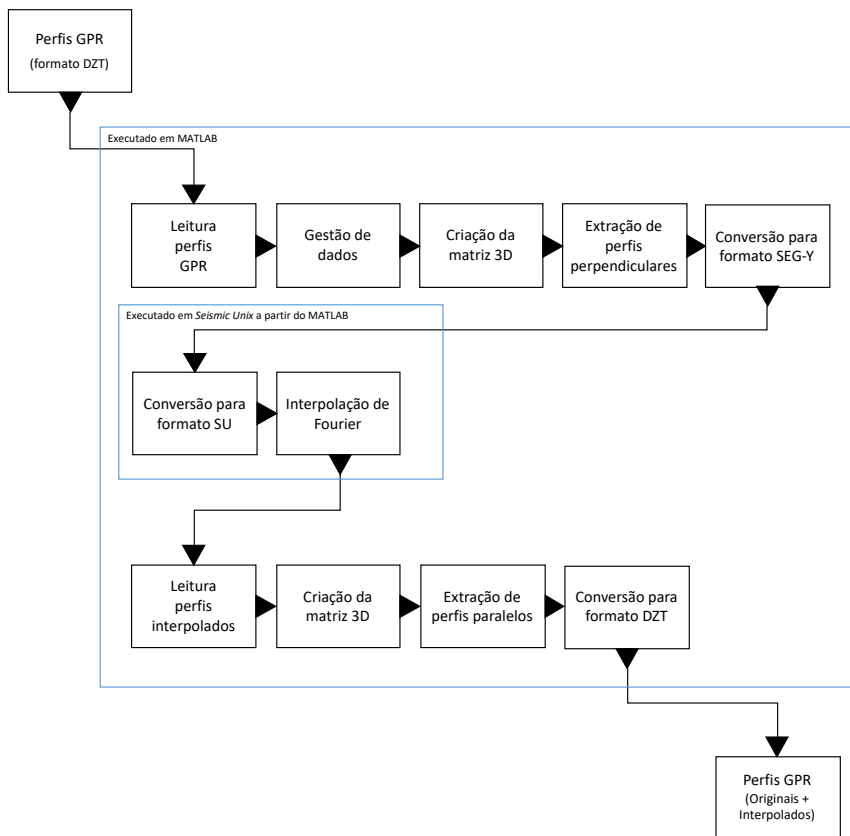 Perfis GPR
(formato DZT)
Executado em MATLAB
Leitura
perfis
GPR
Gestão de
dados
Criação da
matriz 3D
Extração de
perfis
perpendiculares
Conversão para
formato SEG-Y
Executado em Seismic Unix a partir do MATLAB
Conversão para
formato SU
Interpolação de
Fourier
Leitura
perfis
interpolados
Criação da
matriz 3D
Extração de
perfis paralelos
Conversão para
formato DZT
Perfis GPR
(Originais +
Interpolados)